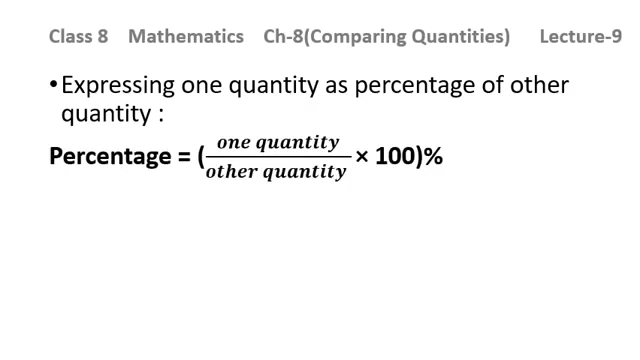 Class 8 Mathematics Ch-8(Comparing Quantities) Lecture-9
•Expressing one quantity as percentage of other
quantity :
Percentage = (one quantity/other quantity × 100)%